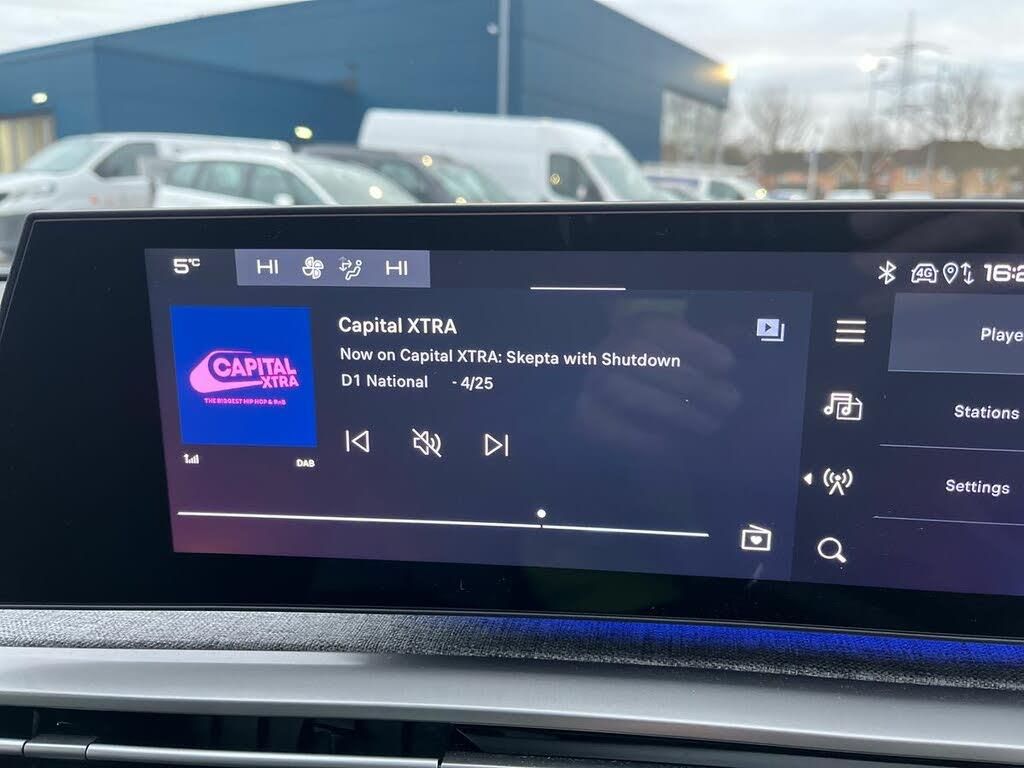 5°C
HI HI
4G
16:2
CAPITAL
XTRA
THE BIGGEST HIP HOP & RnB
Capital XTRA
Now on Capital XTRA: Skepta with Shutdown
D1 National - 4/25
DAB
Playe
Stations
Settings